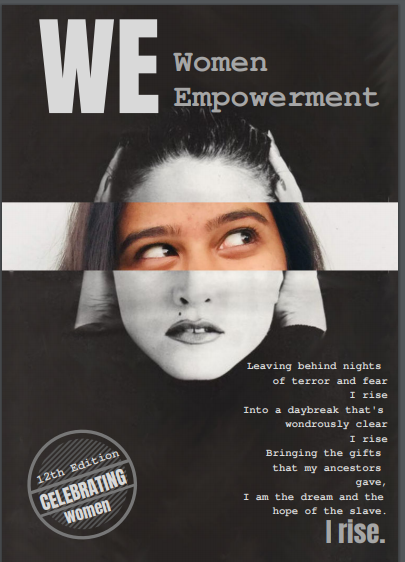 WE
Women
Empowerment
Leaving behind nights
of terror and fear
I rise
Into a daybreak that's
wondrously clear
I rise
Bringing the gifts
that my ancestors
gave,
I am the dream and the
hope of the slave.
I rise.
12th Edition
CELEBRATING
Women